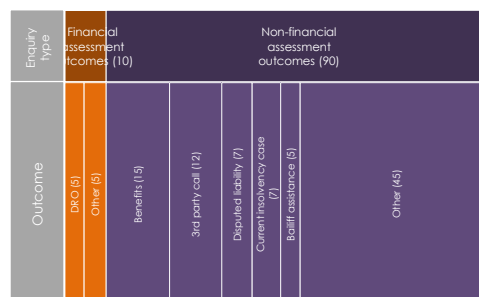 Enquiry
type
Financial
assessment
outcomes (10)
Non-financial
assessment
outcomes (90)
Outcome
DRO (5)
Other (5)
Benefits (15)
3rd party call (12)
Disputed liability (7)
Current insolvency case
(7)
Bailiff assistance (5)
Other (45)